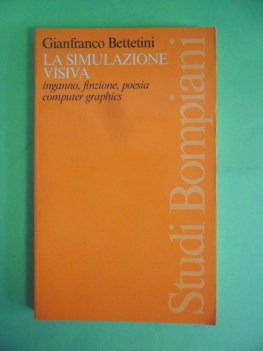 Gianfranco Bettetini
LA SIMULAZIONE
VISIVA
inganno, finzione, poesia
computer graphics
Studi Bompiani